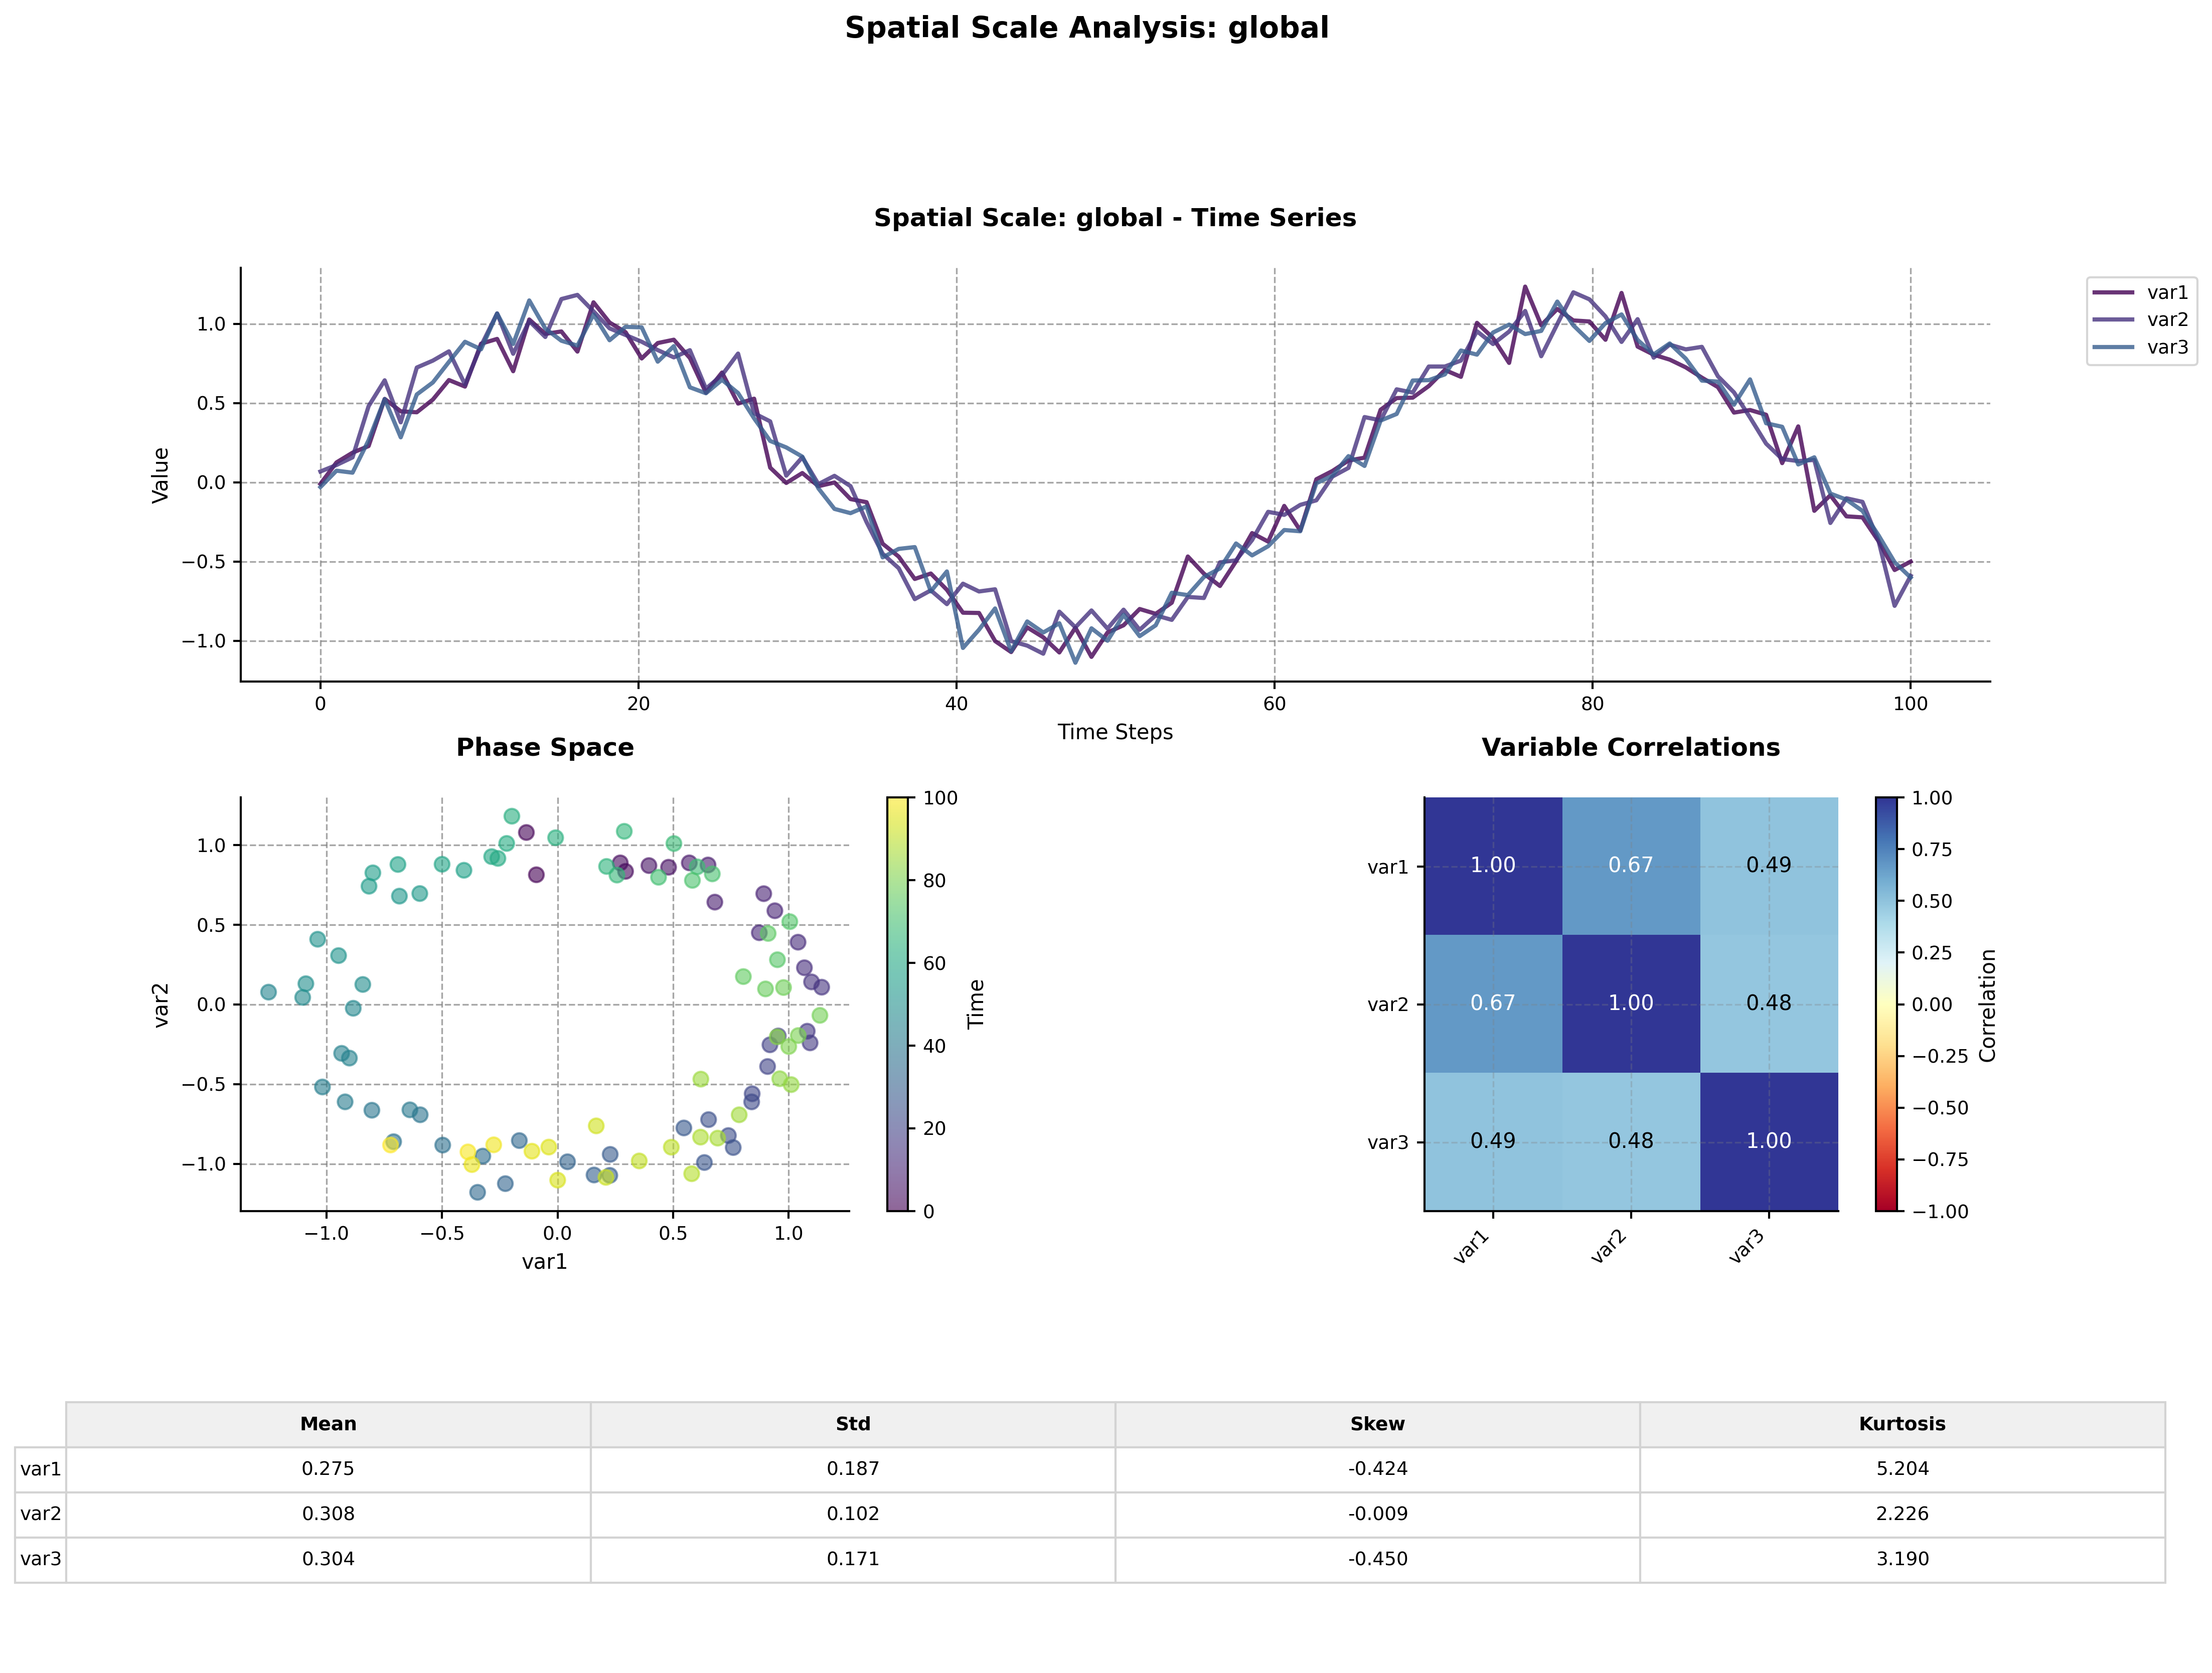 Spatial Scale Analysis: global
Spatial Scale: global - Time Series
var1
var2
var3
Value
1.0
0.5
0.0
−0.5
−1.0
0 20 40 60 80 100
Time Steps
Phase Space
var2
1.0
0.5
0.0
−0.5
−1.0
−1.0 −0.5 0.0 0.5 1.0
var1
100
80
60
40
20
0
Time
Variable Correlations
var1 1.00 0.67 0.49
var2 0.67 1.00 0.48
var3 0.49 0.48 1.00
var1 var2 var3
1.00
0.75
0.50
0.25
0.00
−0.25
−0.50
−0.75
−1.00
Correlation
Mean Std Skew Kurtosis
var1 0.275 0.187 -0.424 5.204
var2 0.308 0.102 -0.009 2.226
var3 0.304 0.171 -0.450 3.190